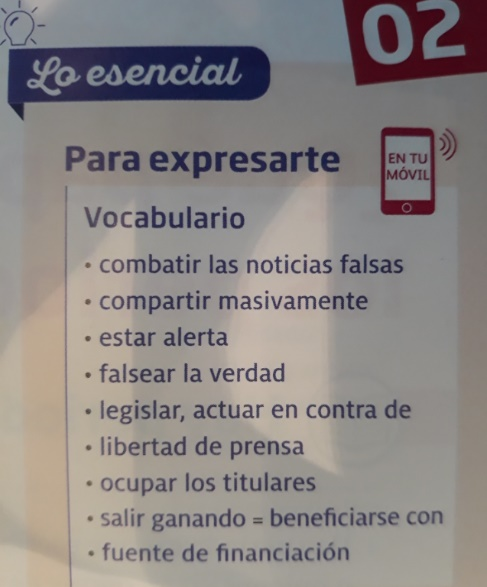 02
Lo esencial
Para expresarte
EN TU
MÓVIL
Vocabulario
• combatir las noticias falsas
• compartir masivamente
• estar alerta
• falsear la verdad
• legislar, actuar en contra de
• libertad de prensa
• ocupar los titulares
• salir ganando = beneficiarse con
• fuente de financiación